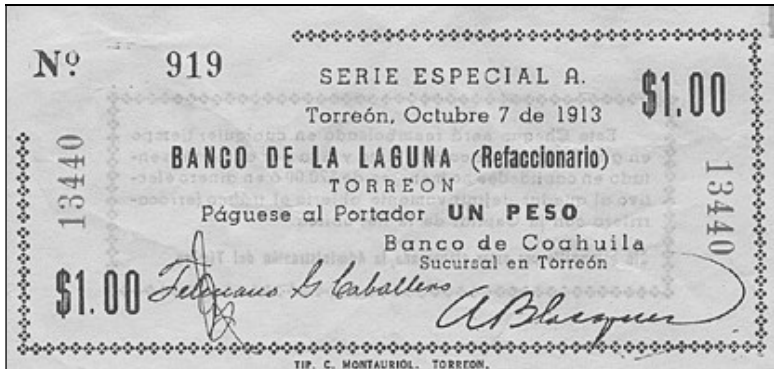 Nº 919
SERIE ESPECIAL A.
$1.00
Torreón, Octubre 7 de 1913
13440
BANCO DE LA LAGUNA (Refaccionario)
TORREON
Páguese al Portador UN PESO
13440
Banco de Coahuila
Sucursal en Torreón
$1.00
Feliciano G Caballero
A Blasquez
TIP. C. MONTAURIOL. TORREON.